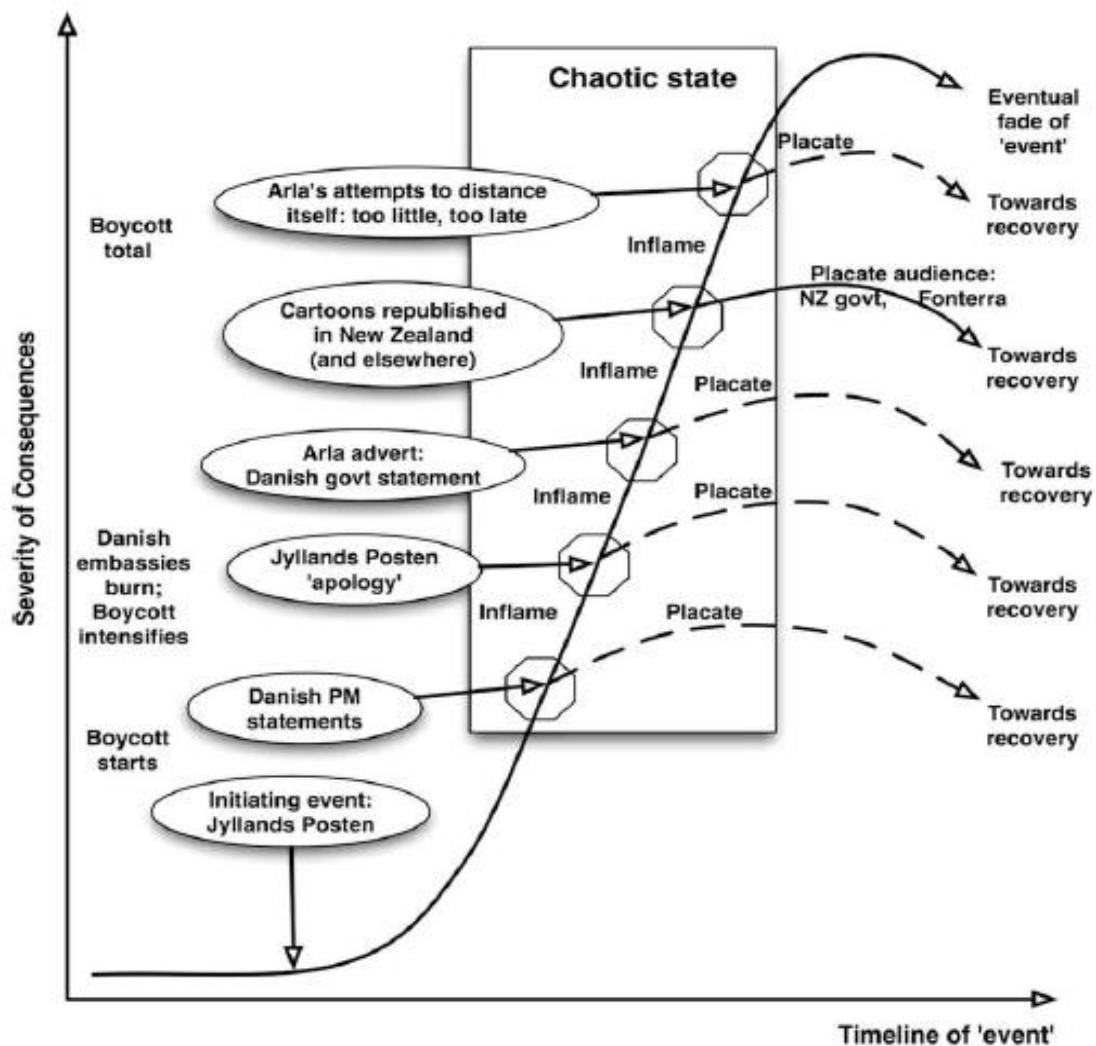 Chaotic state
Eventual
fade of
'event'
Placate
Arla's attempts to distance
itself: too little, too late
Towards
recovery
Boycott
total
Inflame
Placate audience:
NZ govt, Fonterra
Cartoons republished
in New Zealand
(and elsewhere)
Towards
recovery
Inflame
Placate
Severity of Consequences
Arla advert:
Danish govt statement
Towards
recovery
Inflame
Placate
Danish
embassies
burn;
Boycott
intensifies
Jyllands Posten
'apology'
Towards
recovery
Inflame
Placate
Danish PM
statements
Towards
recovery
Boycott
starts
Initiating event:
Jyllands Posten
Timeline of 'event'